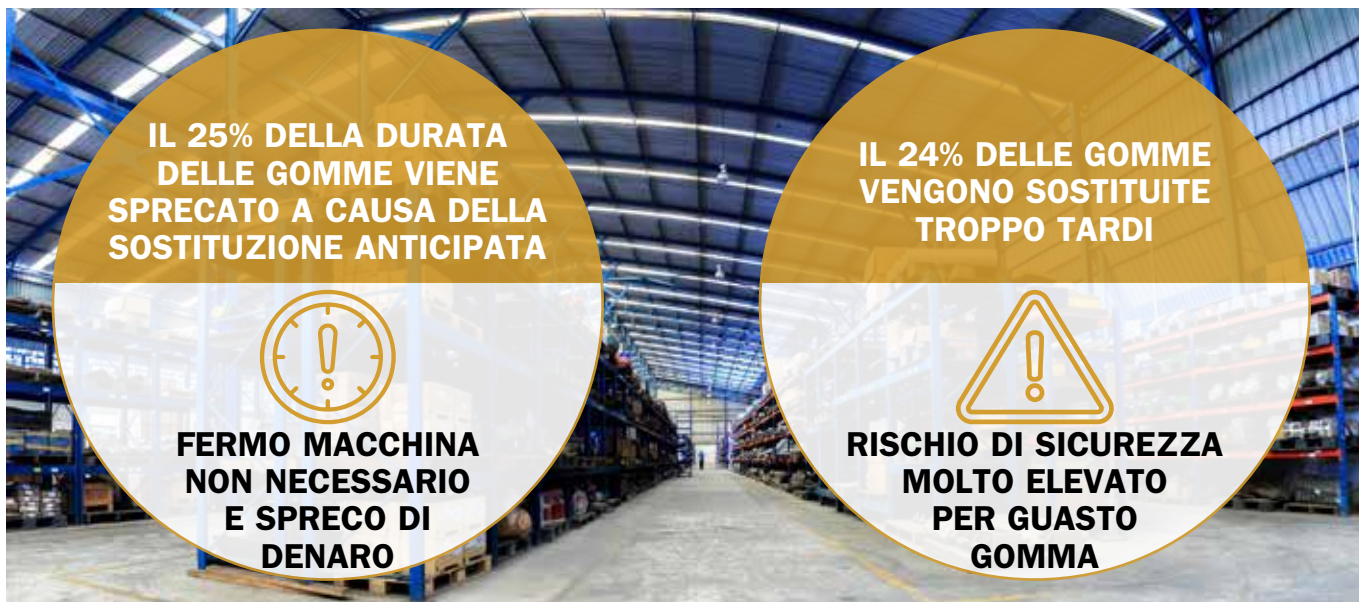 IL 25% DELLA DURATA
DELLE GOMME VIENE
SPRECATO A CAUSA DELLA
SOSTITUZIONE ANTICIPATA
FERMO MACCHINA
NON NECESSARIO
E SPRECO DI
DENARO
IL 24% DELLE GOMME
VENGONO SOSTITUITE
TROPPO TARDI
RISCHIO DI SICUREZZA
MOLTO ELEVATO
PER GUASTO
GOMMA